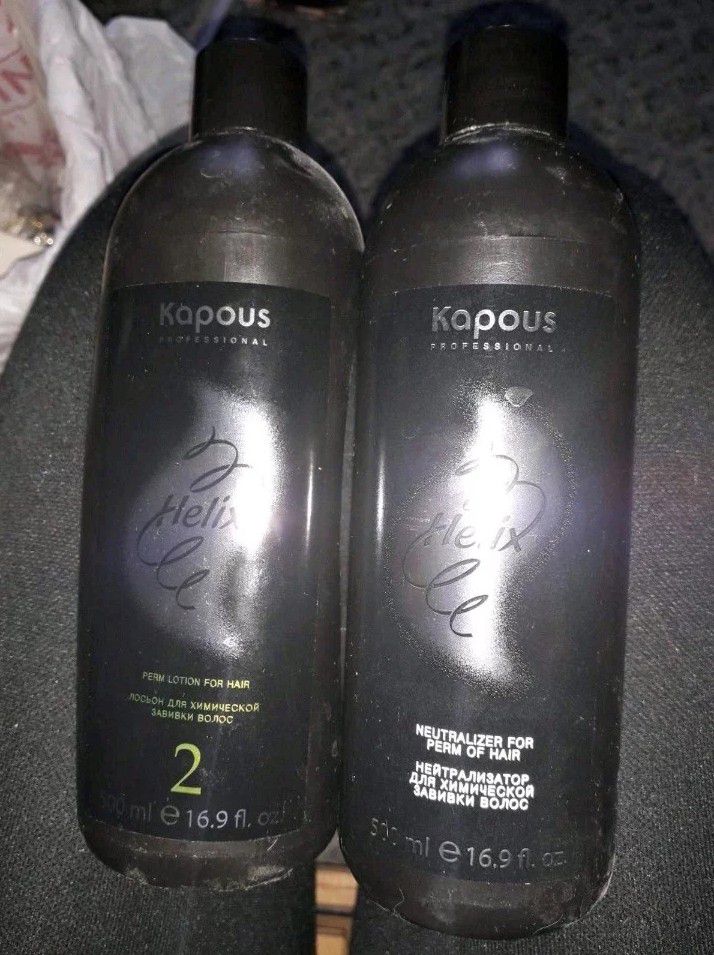 Kapous
PROFESSIONAL
Helix
PERM LOTION FOR HAIR
ЛОСЬОН ДЛЯ ХИМИЧЕСКОЙ
ЗАВИВКИ ВОЛОС
2
500 ml e 16.9 fl. oz.
Kapous
PROFESSIONAL
Helix
NEUTRALIZER FOR
PERM OF HAIR
НЕЙТРАЛИЗАТОР
ДЛЯ ХИМИЧЕСКОЙ
ЗАВИВКИ ВОЛОС
500 ml e 16.9 fl. oz.